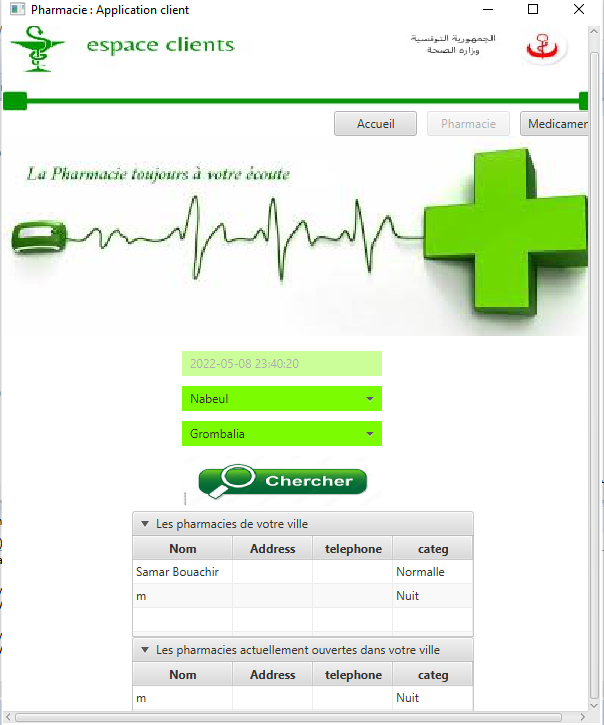 Pharmacie : Application client
espace clients
الجمهورية التونسية
وزارة الصحة
Accueil
Pharmacie
Medicamen
La Pharmacie toujours à votre écoute
2022-05-08 23:40:20
Nabeul
Grombalia
Chercher
Les pharmacies de votre ville
Nom Address telephone categ
Samar Bouachir Normalle
m Nuit
Les pharmacies actuellement ouvertes dans votre ville
Nom Address telephone categ
m Nuit